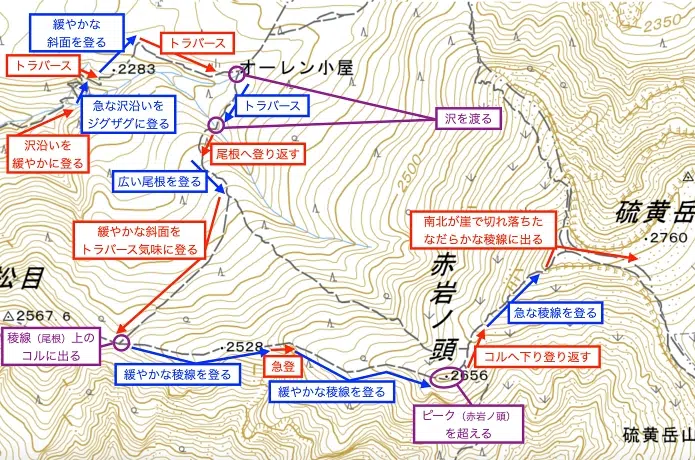 緩やかな
斜面を登る
トラバース
2350
トラバース
・2283
オーレン小屋
急な沢沿いを
ジグザグに登る
トラバース
沢を渡る
沢沿いを
緩やかに登る
尾根へ登り返す
広い尾根を登る
2500
緩やかな斜面を
トラバース気味に登る
南北が崖で切れ落ちた
なだらかな稜線に出る
硫黄岳
・2760
松目
2567.6
赤岩ノ頭
急な稜線を登る
稜線（尾根）上の
コルに出る
・2528
急登
緩やかな稜線を登る
緩やかな稜線を登る
コルへ下り登り返す
・2656
ピーク（赤岩ノ頭）
を超える
硫黄岳山